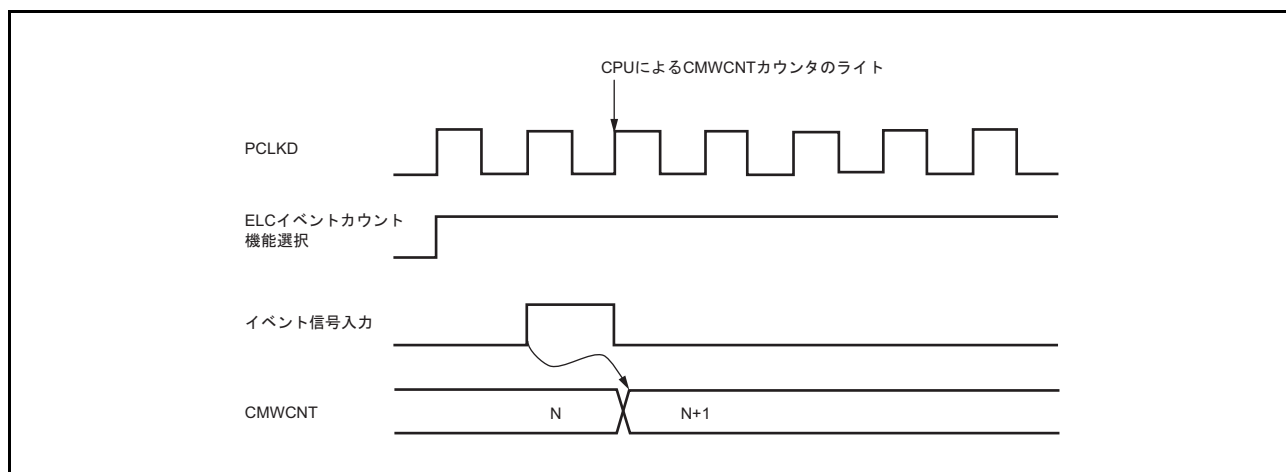 CPUによるCMWCNTカウンタのライト
PCLKD
ELCイベントカウント
機能選択
イベント信号入力
CMWCNT
N
N+1